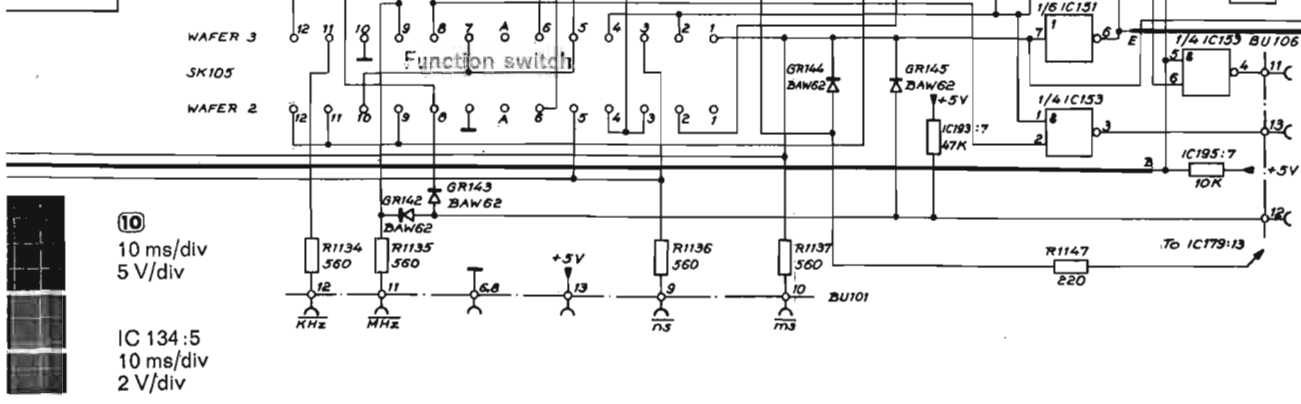 1/6 IC151
WAFER 3
12 11 10 9 8 7 A 6 5 4 3 2 1
7 1 6 E
1/4 IC153 BU106
Function switch
SK105
GR144
BAW62
GR145
BAW62
5 6 & 4 11
+5V
1/4 IC153
WAFER 2
12 11 10 9 8 A 6 5 4 3 2 1
IC193:7
47K
1 2 & 3 13
B
IC195:7
10K
+5V
GR143
BAW62
GR142
BAW62
12
10
10 ms/div
5 V/div
R1134
560
R1135
560
+5V
R1136
560
R1137
560
R1147
220
To IC179:13
12 11 6,8 13 9 10 BU101
KHz MHz ns ms
IC 134:5
10 ms/div
2 V/div